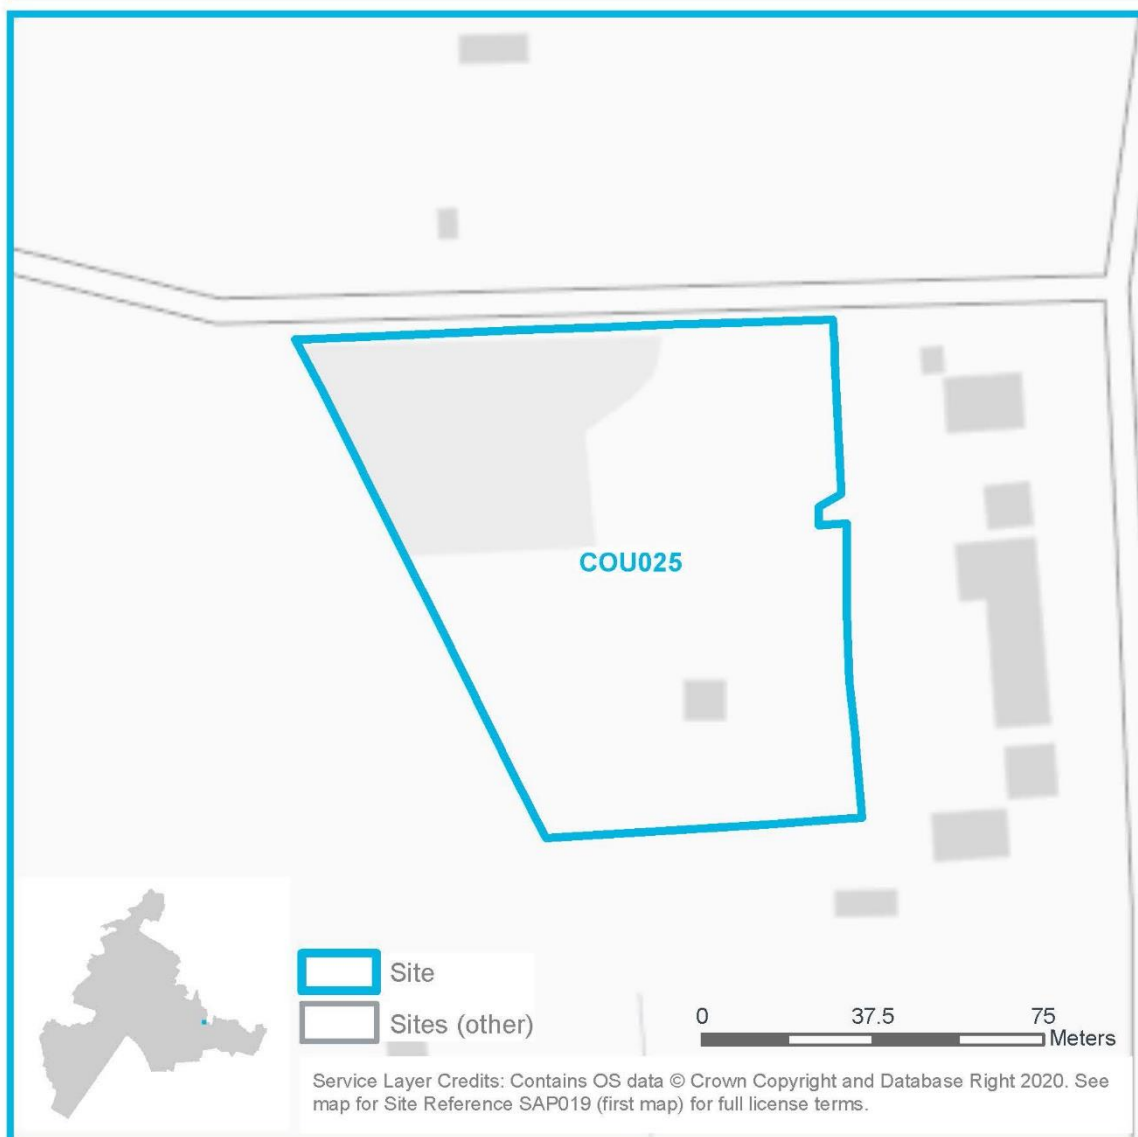 COU025
Site
Sites (other)
0 37.5 75
Meters
Service Layer Credits: Contains OS data © Crown Copyright and Database Right 2020. See
map for Site Reference SAP019 (first map) for full license terms.